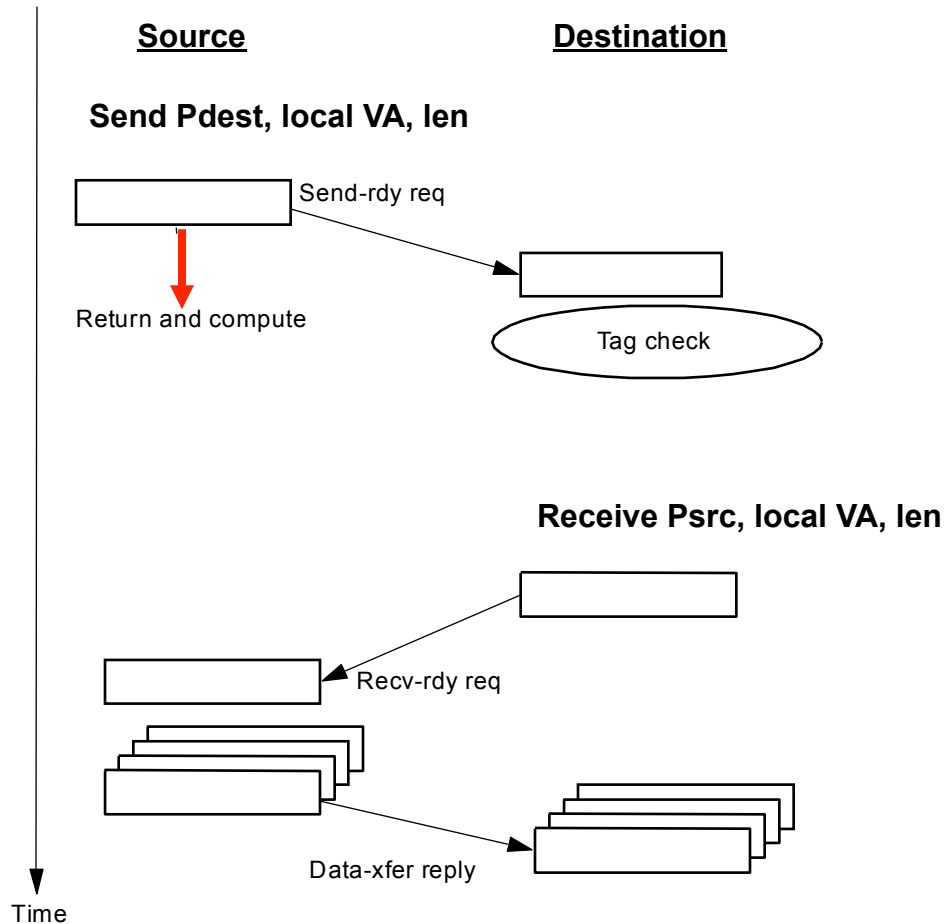 Source
Destination
Send Pdest, local VA, len
Send-rdy req
Return and compute
Tag check
Receive Psrc, local VA, len
Recv-rdy req
Data-xfer reply
Time